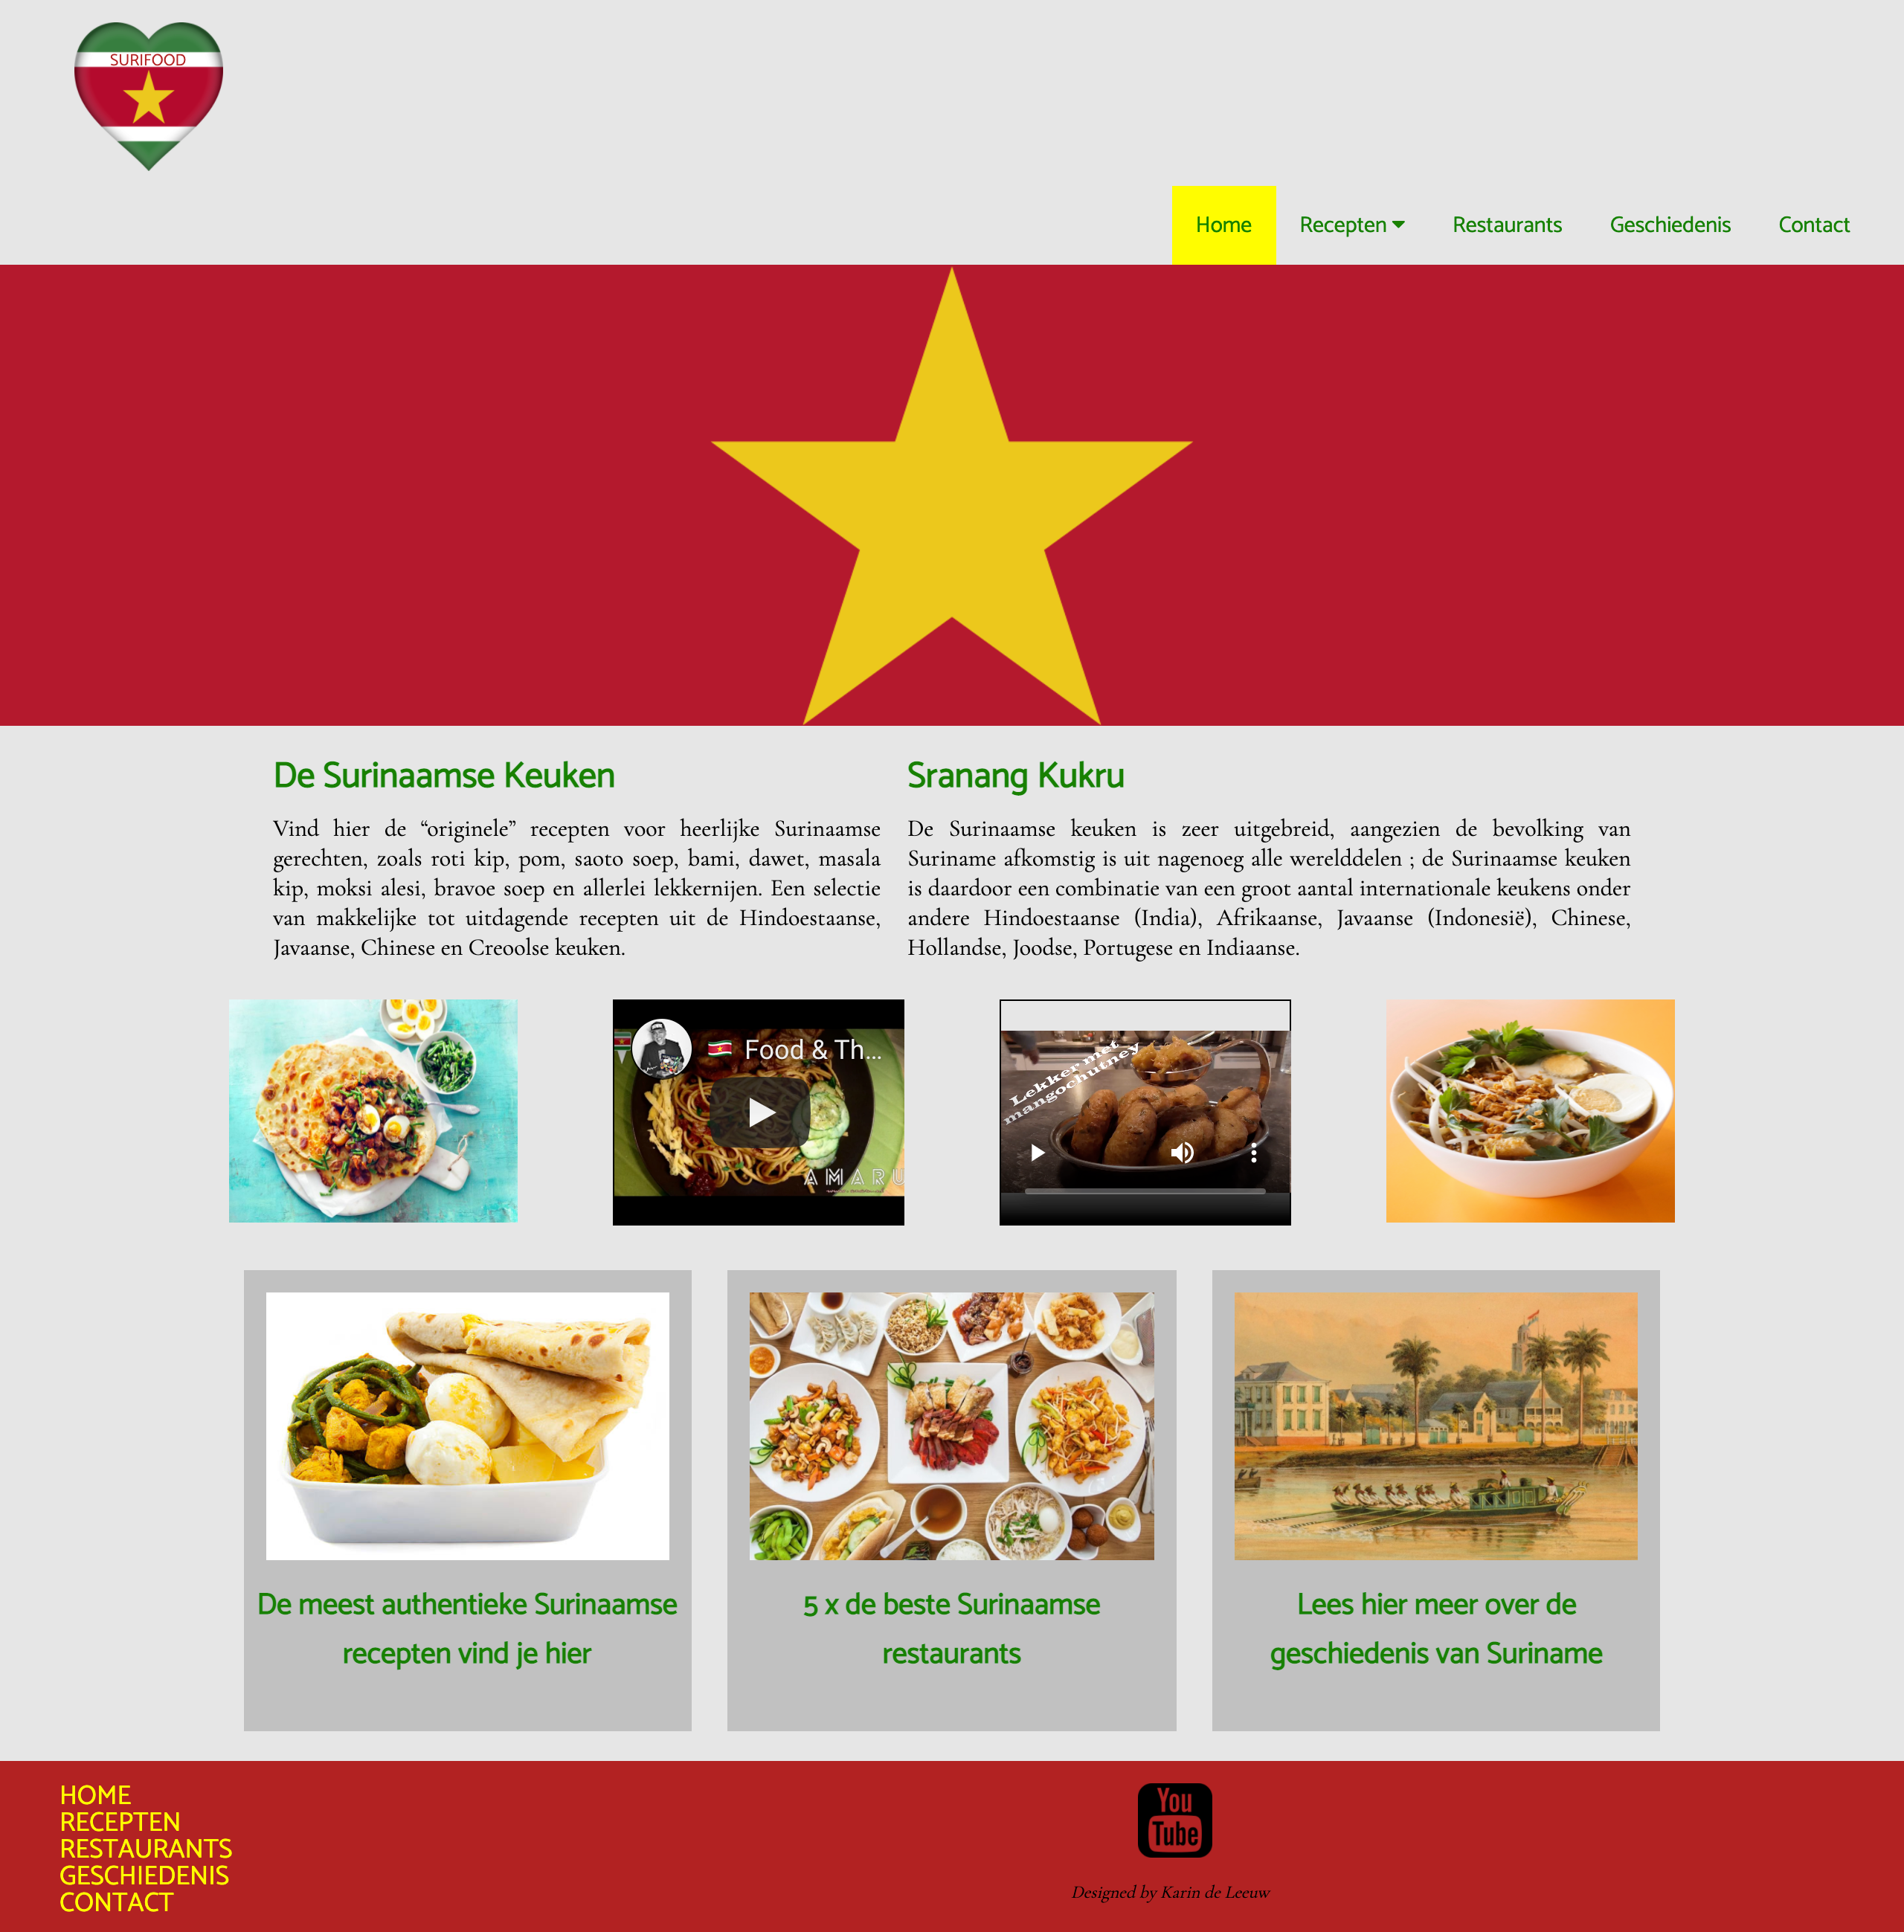 SURIFOOD
Home Recepten Restaurants Geschiedenis Contact
De Surinaamse Keuken
Vind hier de “originele” recepten voor heerlijke Surinaamse
gerechten, zoals roti kip, pom, saoto soep, bami, dawet, masala
kip, moksi alesi, bravoe soep en allerlei lekkernijen. Een selectie
van makkelijke tot uitdagende recepten uit de Hindoestaanse,
Javaanse, Chinese en Creoolse keuken.
Sranang Kukru
De Surinaamse keuken is zeer uitgebreid, aangezien de bevolking van
Suriname afkomstig is uit nagenoeg alle werelddelen ; de Surinaamse keuken
is daardoor een combinatie van een groot aantal internationale keukens onder
andere Hindoestaanse (India), Afrikaanse, Javaanse (Indonesië), Chinese,
Hollandse, Joodse, Portugese en Indiaanse.
Food & Th...
AMARU
Lekker met
mangochutney
De meest authentieke Surinaamse
recepten vind je hier
5 x de beste Surinaamse
restaurants
Lees hier meer over de
geschiedenis van Suriname
HOME
RECEPTEN
RESTAURANTS
GESCHIEDENIS
CONTACT
You
Tube
Designed by Karin de Leeuw